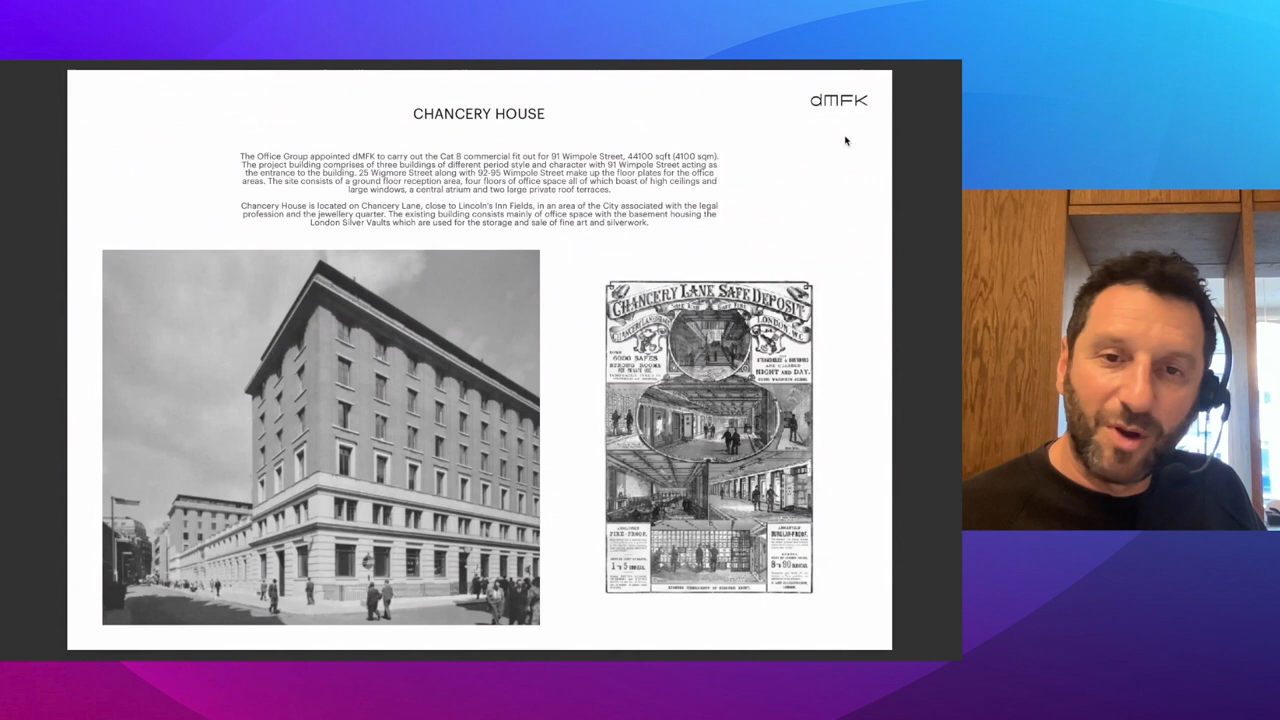 dMFK
CHANCERY HOUSE
The Office Group appointed dMFK to carry out the Cat B commercial fit out for 91 Wimpole Street, 44100 sqft (4100 sqm).
The project building comprises of three buildings of different period style and character with 91 Wimpole Street acting as
the entrance to the building. 25 Wigmore Street along with 92-95 Wimpole Street make up the floor plates for the office
areas. The site consists of a ground floor reception area, four floors of office space all of which boast of high ceilings and
large windows, a central atrium and two large private roof terraces.
Chancery House is located on Chancery Lane, close to Lincoln's Inn Fields, in an area of the City associated with the legal
profession and the jewellery quarter. The existing building consists mainly of office space with the basement housing the
London Silver Vaults which are used for the storage and sale of fine art and silverwork.
CHANCERY LANE SAFE DEPOSIT
LONDON, W.C.
6000 SAFES
STRONG ROOMS
NIGHT AND DAY.
FIRE-PROOF.
BURGLAR-PROOF.